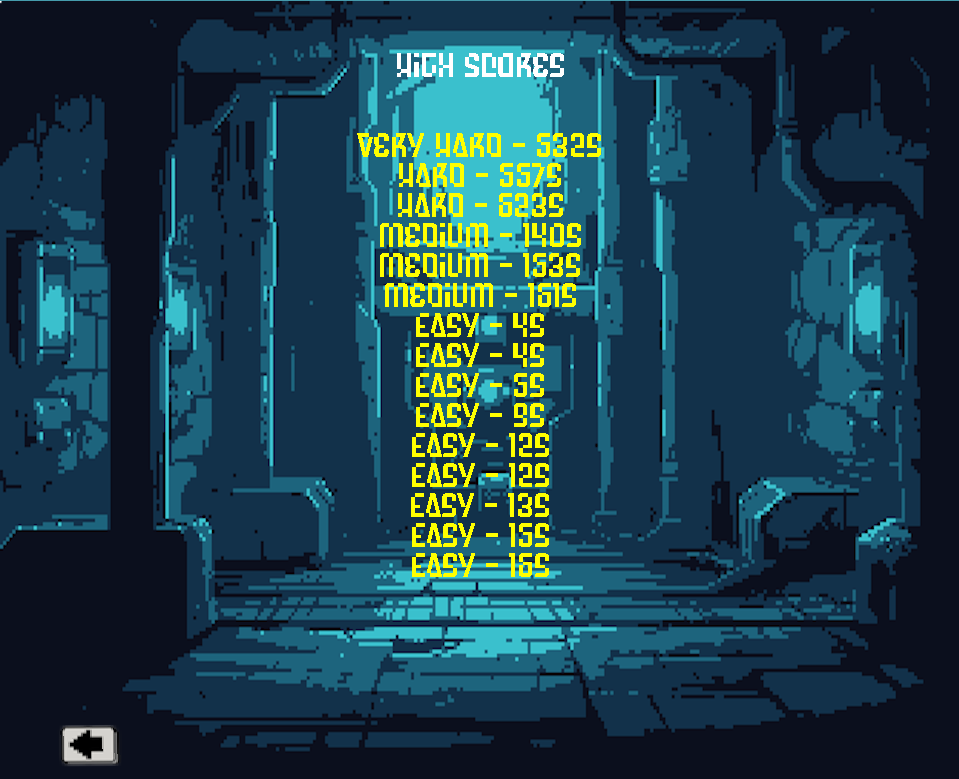 HIGH SCORES
VERY HARD - 532S
HARD - 557S
HARD - 623S
MEDIUM - 140S
MEDIUM - 153S
MEDIUM - 161S
EASY - 4S
EASY - 4S
EASY - 5S
EASY - 9S
EASY - 12S
EASY - 12S
EASY - 13S
EASY - 15S
EASY - 16S